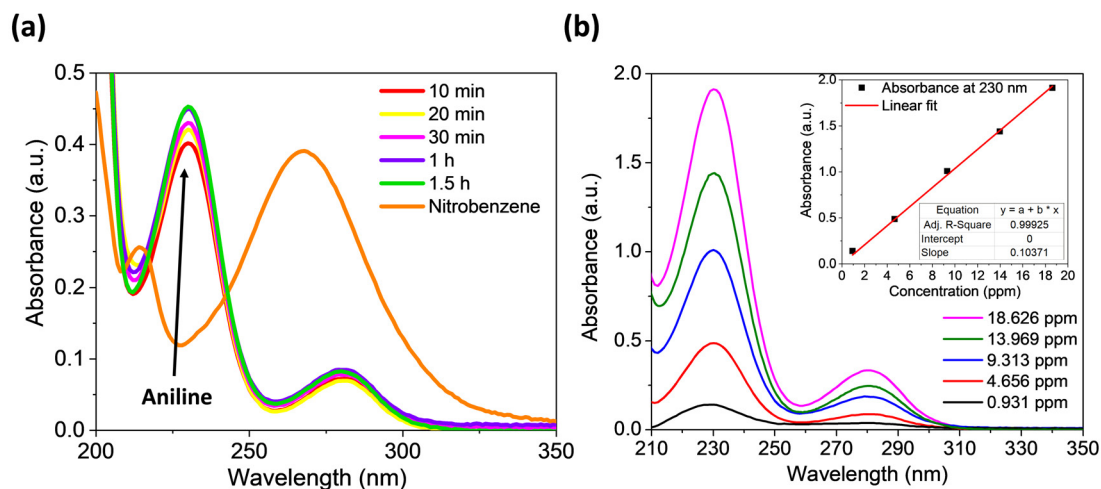 (a)
0.5
0.4
0.3
0.2
0.1
0.0
Absorbance (a.u.)
10 min
20 min
30 min
1 h
1.5 h
Nitrobenzene
Aniline
200 250 300 350
Wavelength (nm)
(b)
2.0
1.5
1.0
0.5
0.0
Absorbance (a.u.)
2.0
1.5
1.0
0.5
0.0
Absorbance (a.u.)
Absorbance at 230 nm
Linear fit
Equation y = a + b * x
Adj. R-Square 0.99925
Intercept 0
Slope 0.10371
0 2 4 6 8 10 12 14 16 18 20
Concentration (ppm)
18.626 ppm
13.969 ppm
9.313 ppm
4.656 ppm
0.931 ppm
210 230 250 270 290 310 330 350
Wavelength (nm)